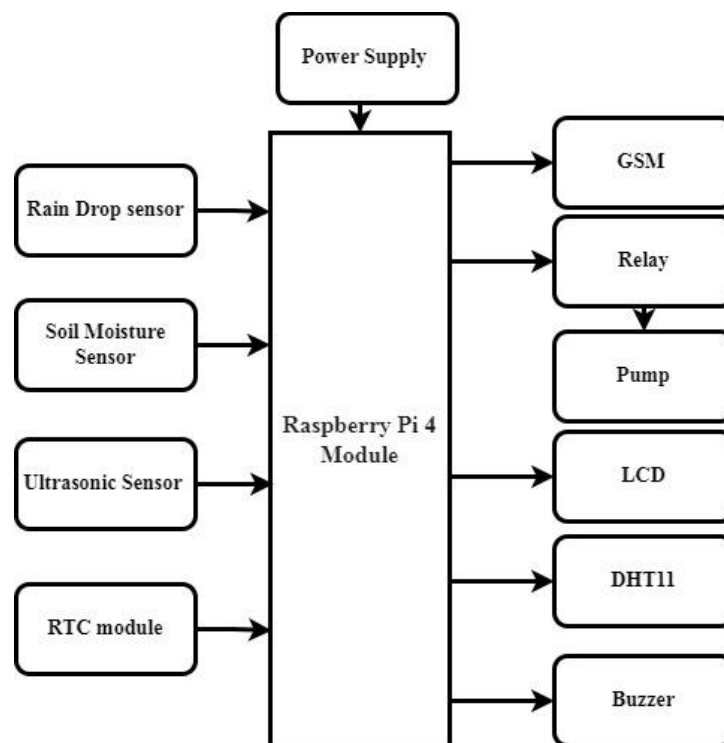 Power Supply
GSM
Rain Drop sensor
Relay
Soil Moisture
Sensor
Pump
Raspberry Pi 4
Module
Ultrasonic Sensor
LCD
DHT11
RTC module
Buzzer